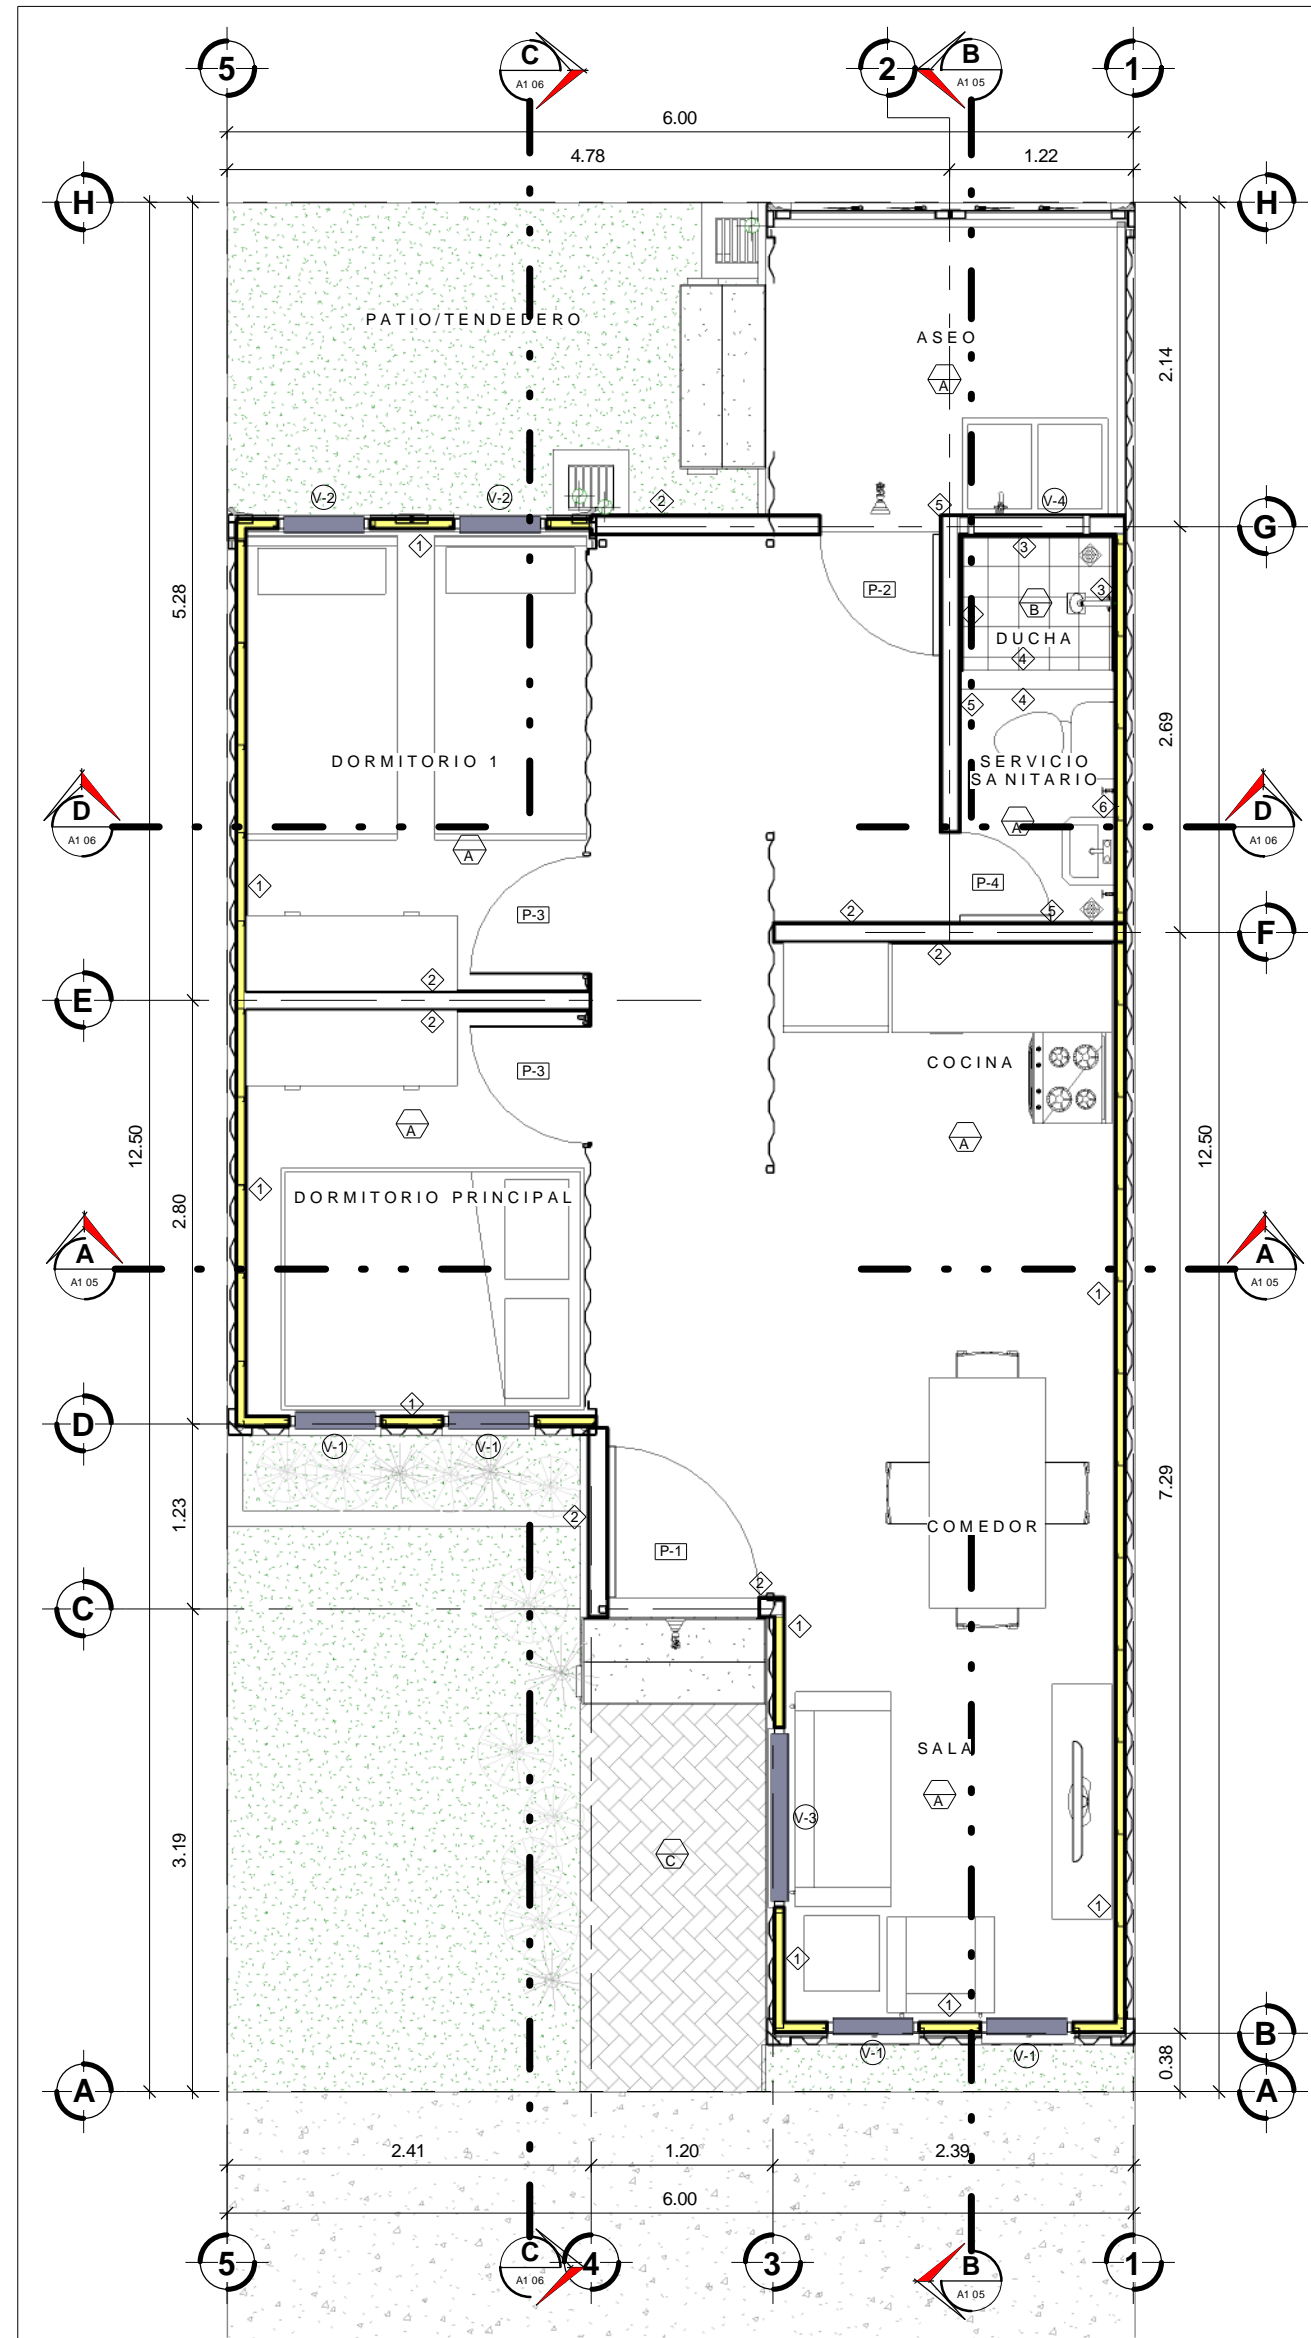 5
C
A1 06
2
B
A1 05
1
6.00
4.78
1.22
H
H
PATIO/TENDEDERO
ASEO
A
2.14
V-2
V-2
2
5
V-4
G
1
3
5.28
P-2
B
3
DUCHA
4
4
5
2.69
DORMITORIO 1
SERVICIO
SANITARIO
D
A1 06
6
D
A1 06
A
A
1
P-3
P-4
2
5
F
2
2
E
2
COCINA
P-3
A
A
12.50
12.50
1
DORMITORIO PRINCIPAL
2.80
A
A1 05
A
A1 05
1
1
D
V-1
V-1
7.29
1.23
2
COMEDOR
P-1
2
C
1
SALA
A
V-3
3.19
C
1
1
1
B
V-1
V-1
0.38
A
A
2.41
1.20
2.39
6.00
5
C
A1 06
4
3
B
A1 05
1